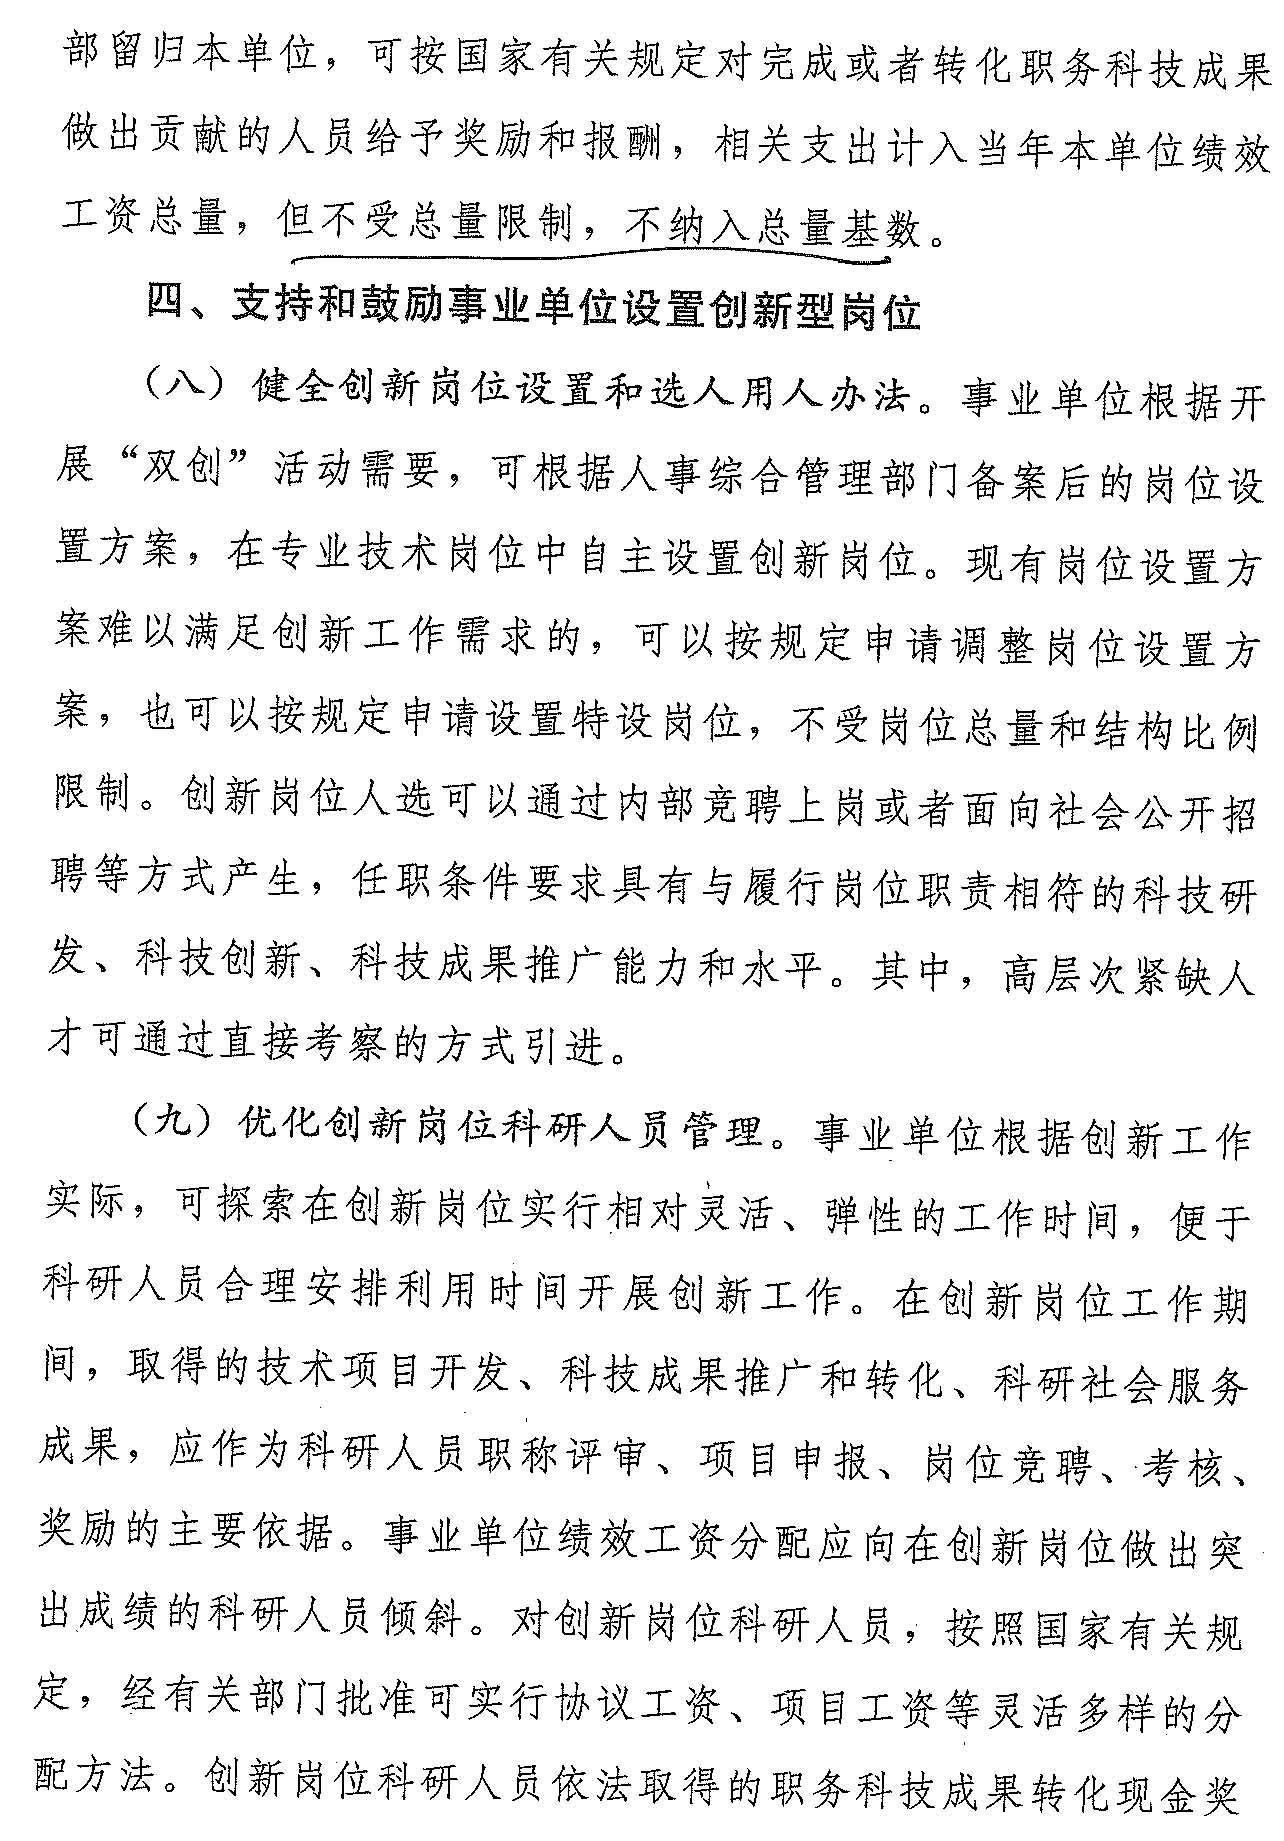 部留归本单位，可按国家有关规定对完成或者转化职务科技成果
做出贡献的人员给予奖励和报酬，相关支出计入当年本单位绩效
工资总量，但不受总量限制，不纳入总量基数。
四、支持和鼓励事业单位设置创新型岗位
（八）健全创新岗位设置和选人用人办法。事业单位根据开
展“双创”活动需要，可根据人事综合管理部门备案后的岗位设
置方案，在专业技术岗位中自主设置创新岗位。现有岗位设置方
案难以满足创新工作需求的，可以按规定申请调整岗位设置方
案，也可以按规定申请设置特设岗位，不受岗位总量和结构比例
限制。创新岗位人选可以通过内部竞聘上岗或者面向社会公开招
聘等方式产生，任职条件要求具有与履行岗位职责相符的科技研
发、科技创新、科技成果推广能力和水平。其中，高层次紧缺人
才可通过直接考察的方式引进。
（九）优化创新岗位科研人员管理。事业单位根据创新工作
实际，可探索在创新岗位实行相对灵活、弹性的工作时间，便于
科研人员合理安排利用时间开展创新工作。在创新岗位工作期
间，取得的技术项目开发、科技成果推广和转化、科研社会服务
成果，应作为科研人员职称评审、项目申报、岗位竞聘、考核、
奖励的主要依据。事业单位绩效工资分配应向在创新岗位做出突
出成绩的科研人员倾斜。对创新岗位科研人员，按照国家有关规
定，经有关部门批准可实行协议工资、项目工资等灵活多样的分
配方法。创新岗位科研人员依法取得的职务科技成果转化现金奖